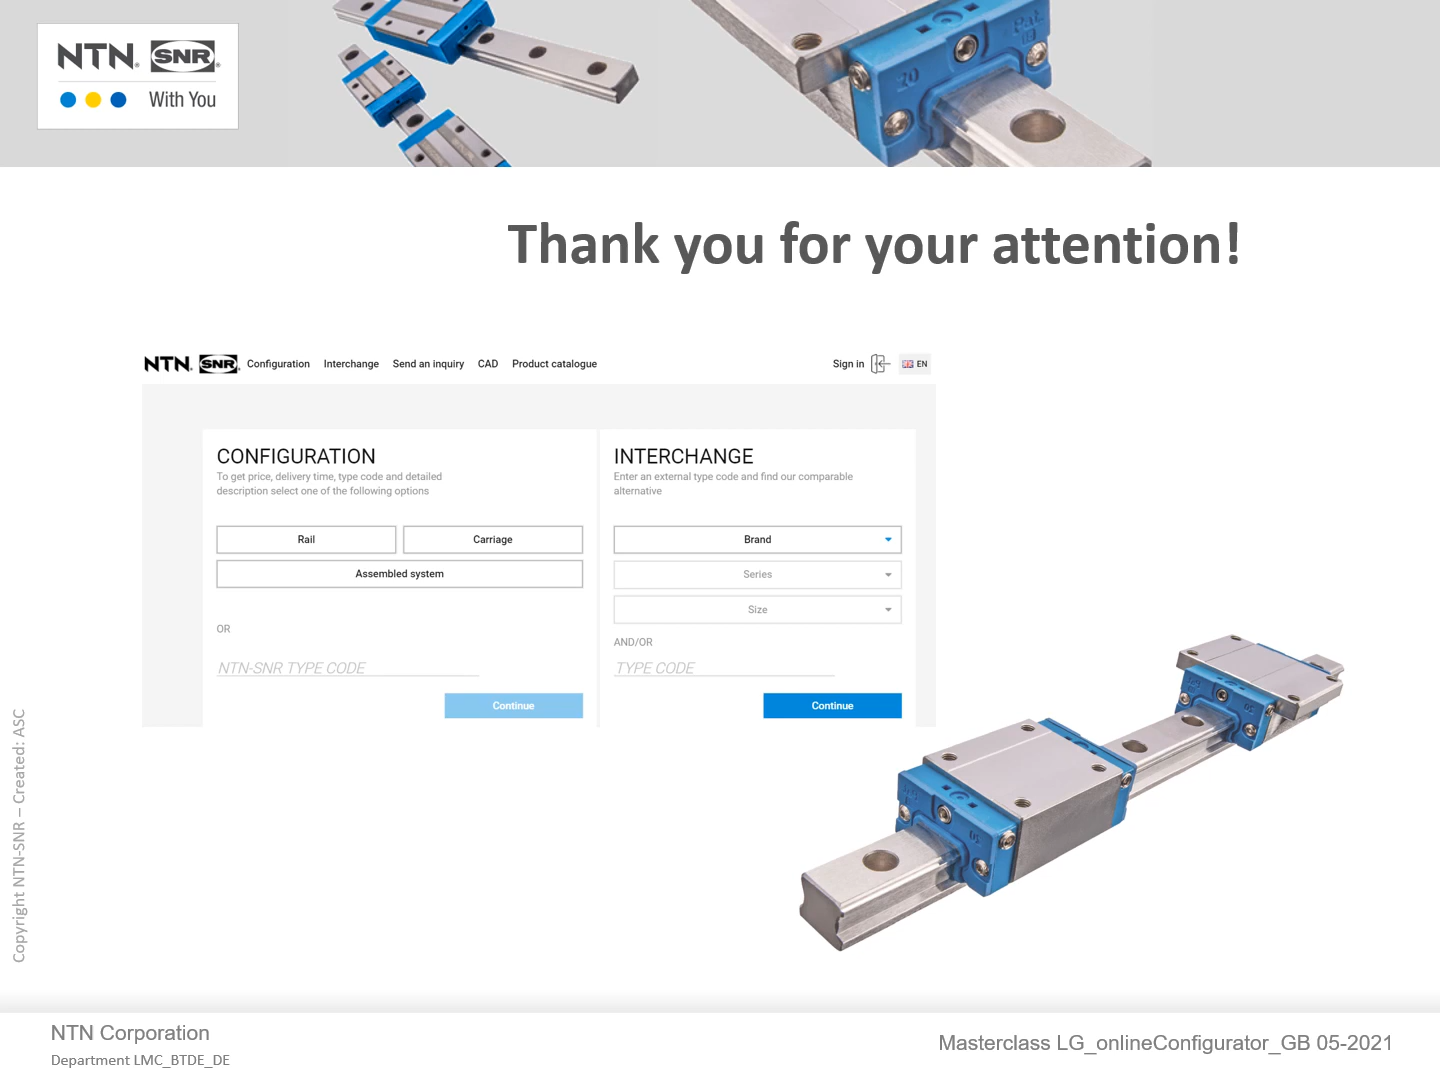 NTN SNR
With You
Thank you for your attention!
NTN SNR Configuration Interchange Send an inquiry CAD Product catalogue Sign in EN
CONFIGURATION
To get price, delivery time, type code and detailed
description select one of the following options
Rail Carriage
Assembled system
OR
NTN-SNR TYPE CODE
Continue
INTERCHANGE
Enter an external type code and find our comparable
alternative
Brand
Series
Size
AND/OR
TYPE CODE
Continue
Copyright NTN-SNR – Created: ASC
NTN Corporation
Department LMC_BTDE_DE
Masterclass LG_onlineConfigurator_GB 05-2021